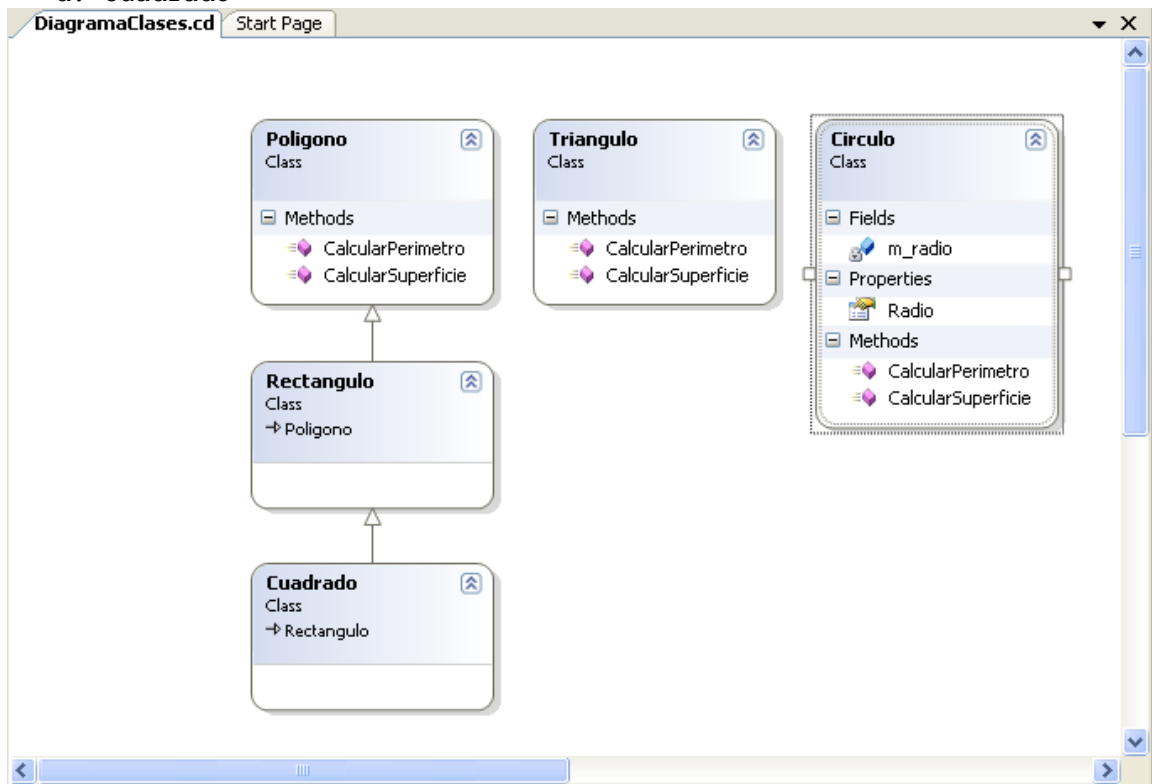 d. Cuadrado
DiagramaClases.cd Start Page
Poligono
Class
Methods
CalcularPerimetro
CalcularSuperficie
Triangulo
Class
Methods
CalcularPerimetro
CalcularSuperficie
Circulo
Class
Fields
m_radio
Properties
Radio
Methods
CalcularPerimetro
CalcularSuperficie
Rectangulo
Class
Poligono
Cuadrado
Class
Rectangulo